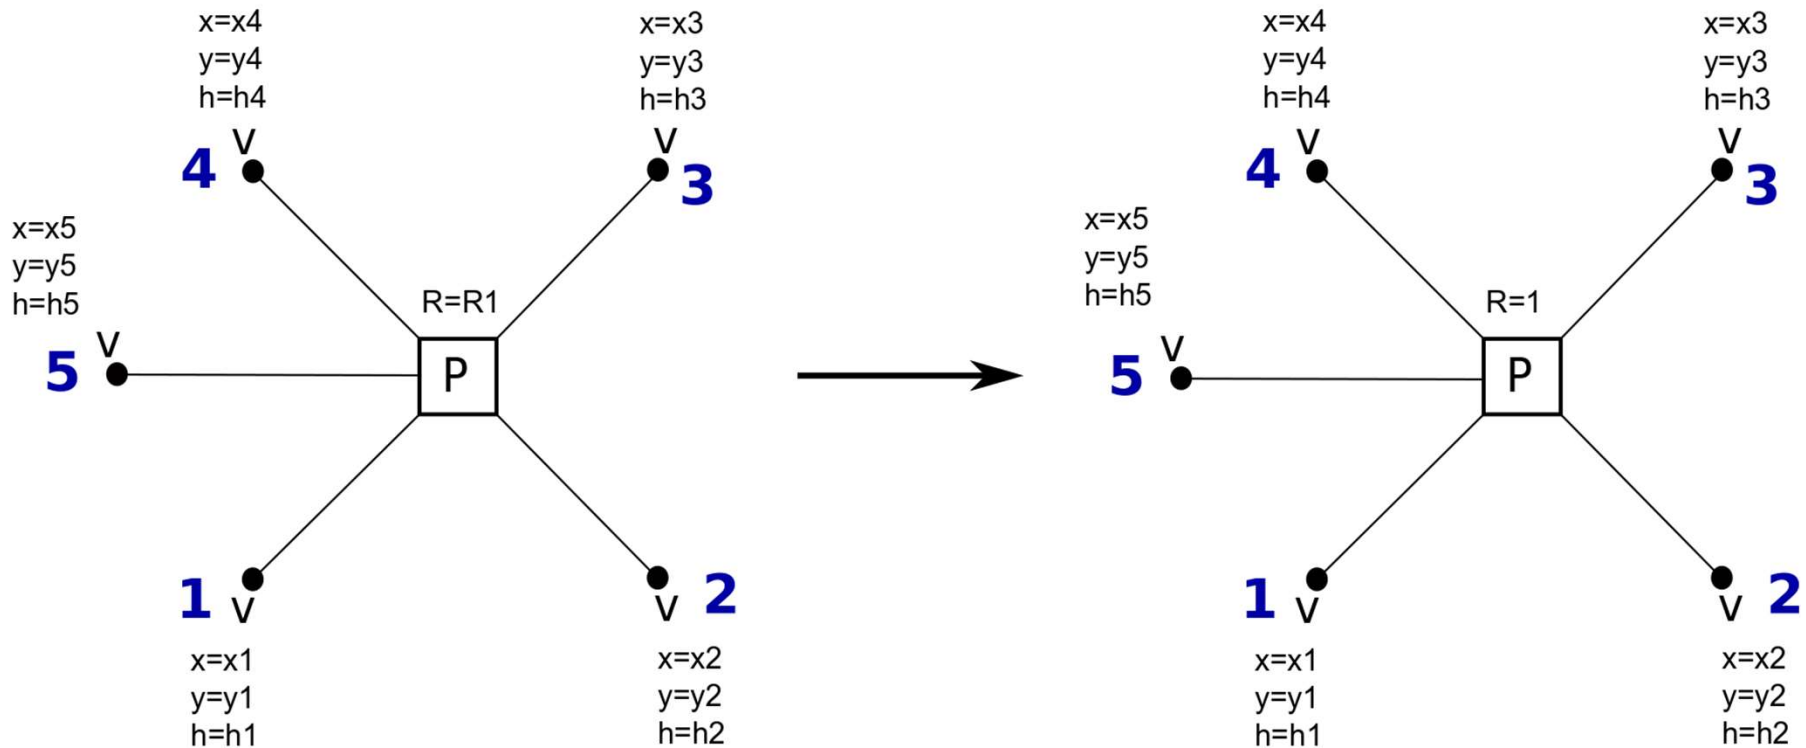 x=x4
y=y4
h=h4
V
4
x=x3
y=y3
h=h3
V
3
x=x5
y=y5
h=h5
V
5
R=R1
P
1
V
x=x1
y=y1
h=h1
2
V
x=x2
y=y2
h=h2
x=x4
y=y4
h=h4
V
4
x=x3
y=y3
h=h3
V
3
x=x5
y=y5
h=h5
V
5
R=1
P
1
V
x=x1
y=y1
h=h1
2
V
x=x2
y=y2
h=h2